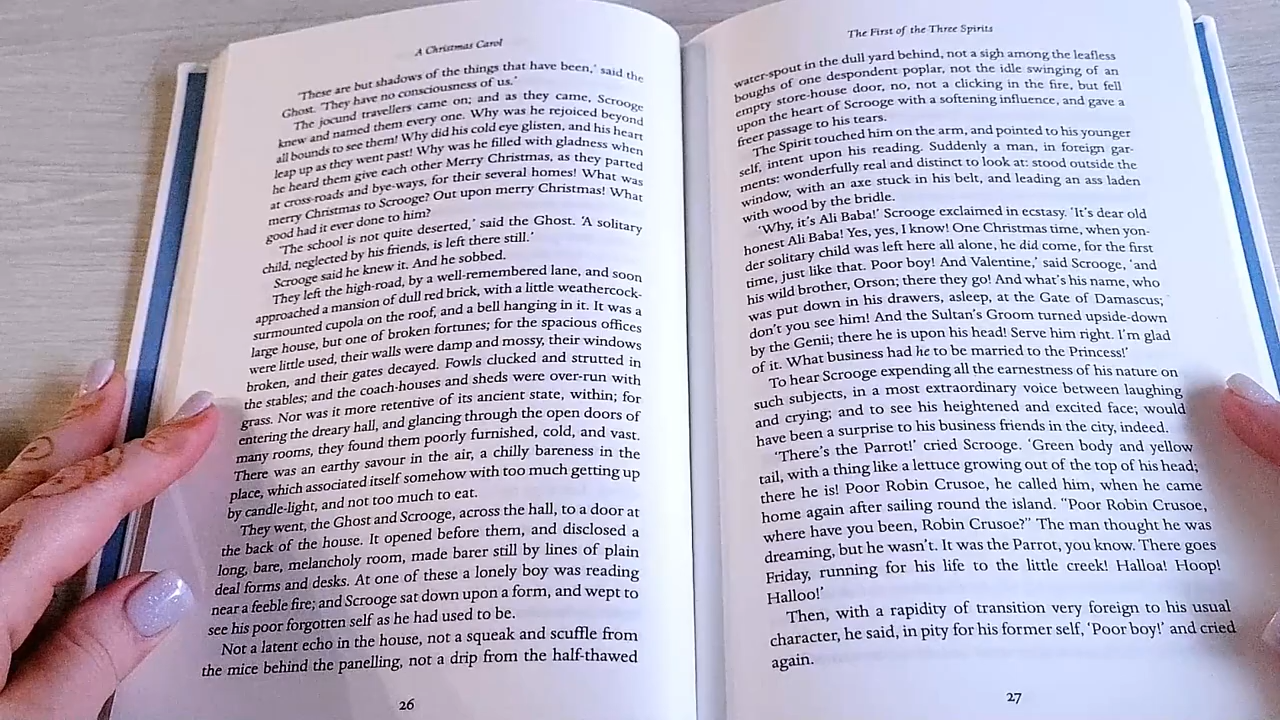 A Christmas Carol
'These are but shadows of the things that have been,' said the
Ghost. 'They have no consciousness of us.'
The jocund travellers came on; and as they came, Scrooge
knew and named them every one. Why was he rejoiced beyond
all bounds to see them! Why did his cold eye glisten, and his heart
leap up as they went past! Why was he filled with gladness when
he heard them give each other Merry Christmas, as they parted
at cross-roads and bye-ways, for their several homes! What was
merry Christmas to Scrooge? Out upon merry Christmas! What
good had it ever done to him?
'The school is not quite deserted,' said the Ghost. 'A solitary
child, neglected by his friends, is left there still.'
Scrooge said he knew it. And he sobbed.
They left the high-road, by a well-remembered lane, and soon
approached a mansion of dull red brick, with a little weathercock-
surmounted cupola on the roof, and a bell hanging in it. It was a
large house, but one of broken fortunes; for the spacious offices
were little used, their walls were damp and mossy, their windows
broken, and their gates decayed. Fowls clucked and strutted in
the stables; and the coach-houses and sheds were over-run with
grass. Nor was it more retentive of its ancient state, within; for
entering the dreary hall, and glancing through the open doors of
many rooms, they found them poorly furnished, cold, and vast.
There was an earthy savour in the air, a chilly bareness in the
place, which associated itself somehow with too much getting up
by candle-light, and not too much to eat.
They went, the Ghost and Scrooge, across the hall, to a door at
the back of the house. It opened before them, and disclosed a
long, bare, melancholy room, made barer still by lines of plain
deal forms and desks. At one of these a lonely boy was reading
near a feeble fire; and Scrooge sat down upon a form, and wept to
see his poor forgotten self as he had used to be.
Not a latent echo in the house, not a squeak and scuffle from
the mice behind the panelling, not a drip from the half-thawed
26
The First of the Three Spirits
water-spout in the dull yard behind, not a sigh among the leafless
boughs of one despondent poplar, not the idle swinging of an
empty store-house door, no, not a clicking in the fire, but fell
upon the heart of Scrooge with a softening influence, and gave a
freer passage to his tears.
The Spirit touched him on the arm, and pointed to his younger
self, intent upon his reading. Suddenly a man, in foreign gar-
ments: wonderfully real and distinct to look at: stood outside the
window, with an axe stuck in his belt, and leading an ass laden
with wood by the bridle.
'Why, it's Ali Baba!' Scrooge exclaimed in ecstasy. 'It's dear old
honest Ali Baba! Yes, yes, I know! One Christmas time, when yon-
der solitary child was left here all alone, he did come, for the first
time, just like that. Poor boy! And Valentine,' said Scrooge, 'and
his wild brother, Orson; there they go! And what's his name, who
was put down in his drawers, asleep, at the Gate of Damascus;
don't you see him! And the Sultan's Groom turned upside-down
by the Genii; there he is upon his head! Serve him right. I'm glad
of it. What business had he to be married to the Princess!'
To hear Scrooge expending all the earnestness of his nature on
such subjects, in a most extraordinary voice between laughing
and crying; and to see his heightened and excited face; would
have been a surprise to his business friends in the city, indeed.
'There's the Parrot!' cried Scrooge. 'Green body and yellow
tail, with a thing like a lettuce growing out of the top of his head;
there he is! Poor Robin Crusoe, he called him, when he came
home again after sailing round the island. "Poor Robin Crusoe,
where have you been, Robin Crusoe?" The man thought he was
dreaming, but he wasn't. It was the Parrot, you know. There goes
Friday, running for his life to the little creek! Halloa! Hoop!
Halloo!'
Then, with a rapidity of transition very foreign to his usual
character, he said, in pity for his former self, 'Poor boy!' and cried
again.
27